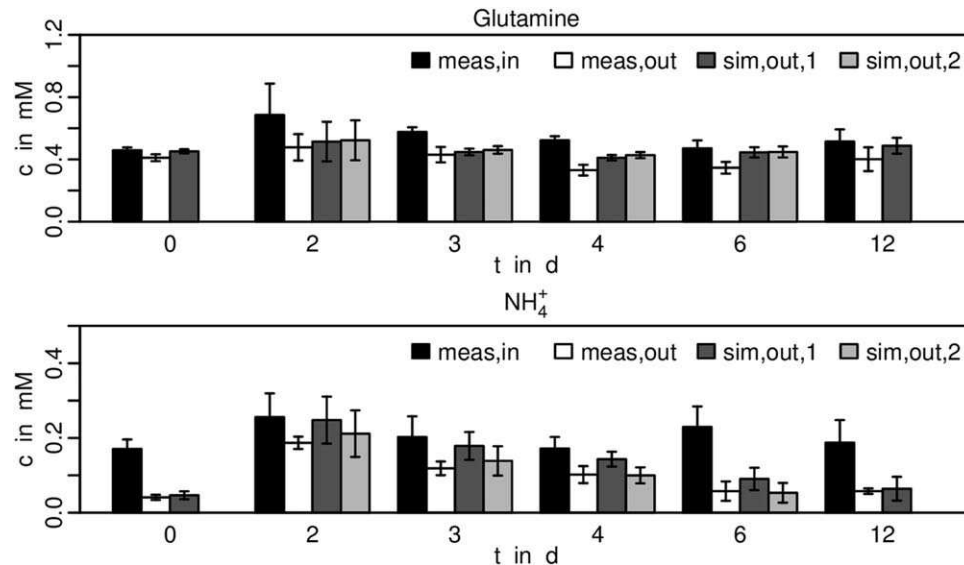 Glutamine
1.2
0.8
0.4
0.0
c in mM
meas,in meas,out sim,out,1 sim,out,2
0 2 3 4 6 12
t in d
NH₄⁺
0.4
0.2
0.0
c in mM
meas,in meas,out sim,out,1 sim,out,2
0 2 3 4 6 12
t in d